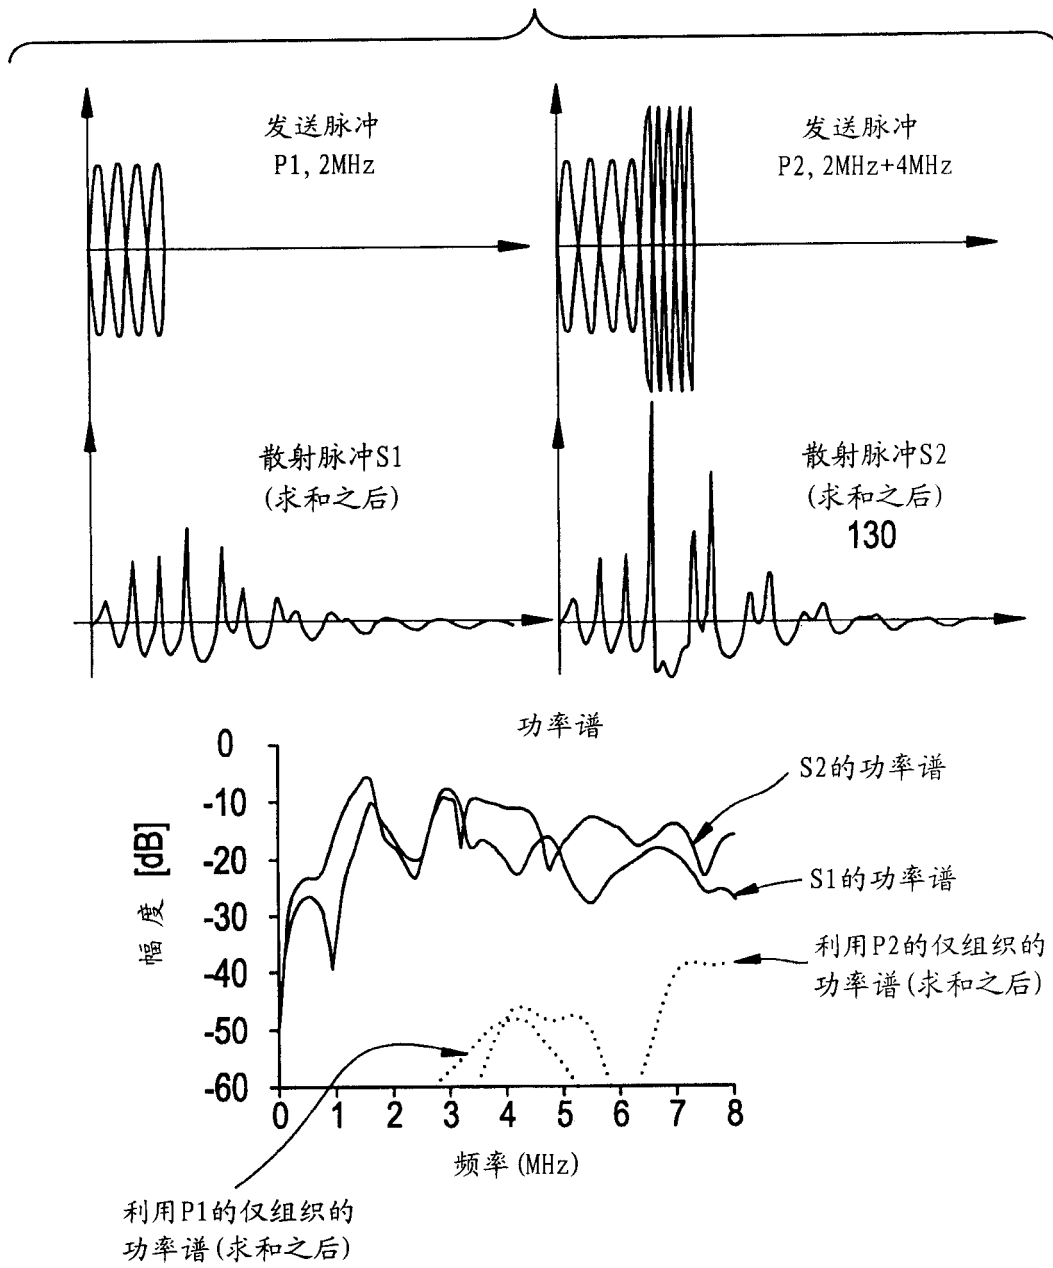 发送脉冲
P1, 2MHz
发送脉冲
P2, 2MHz+4MHz
散射脉冲S1
(求和之后)
散射脉冲S2
(求和之后)
130
功率谱
0
-10
-20
-30
-40
-50
-60
幅度 [dB]
0 1 2 3 4 5 6 7 8
频率(MHz)
S2的功率谱
S1的功率谱
利用P2的仅组织的
功率谱(求和之后)
利用P1的仅组织的
功率谱(求和之后)